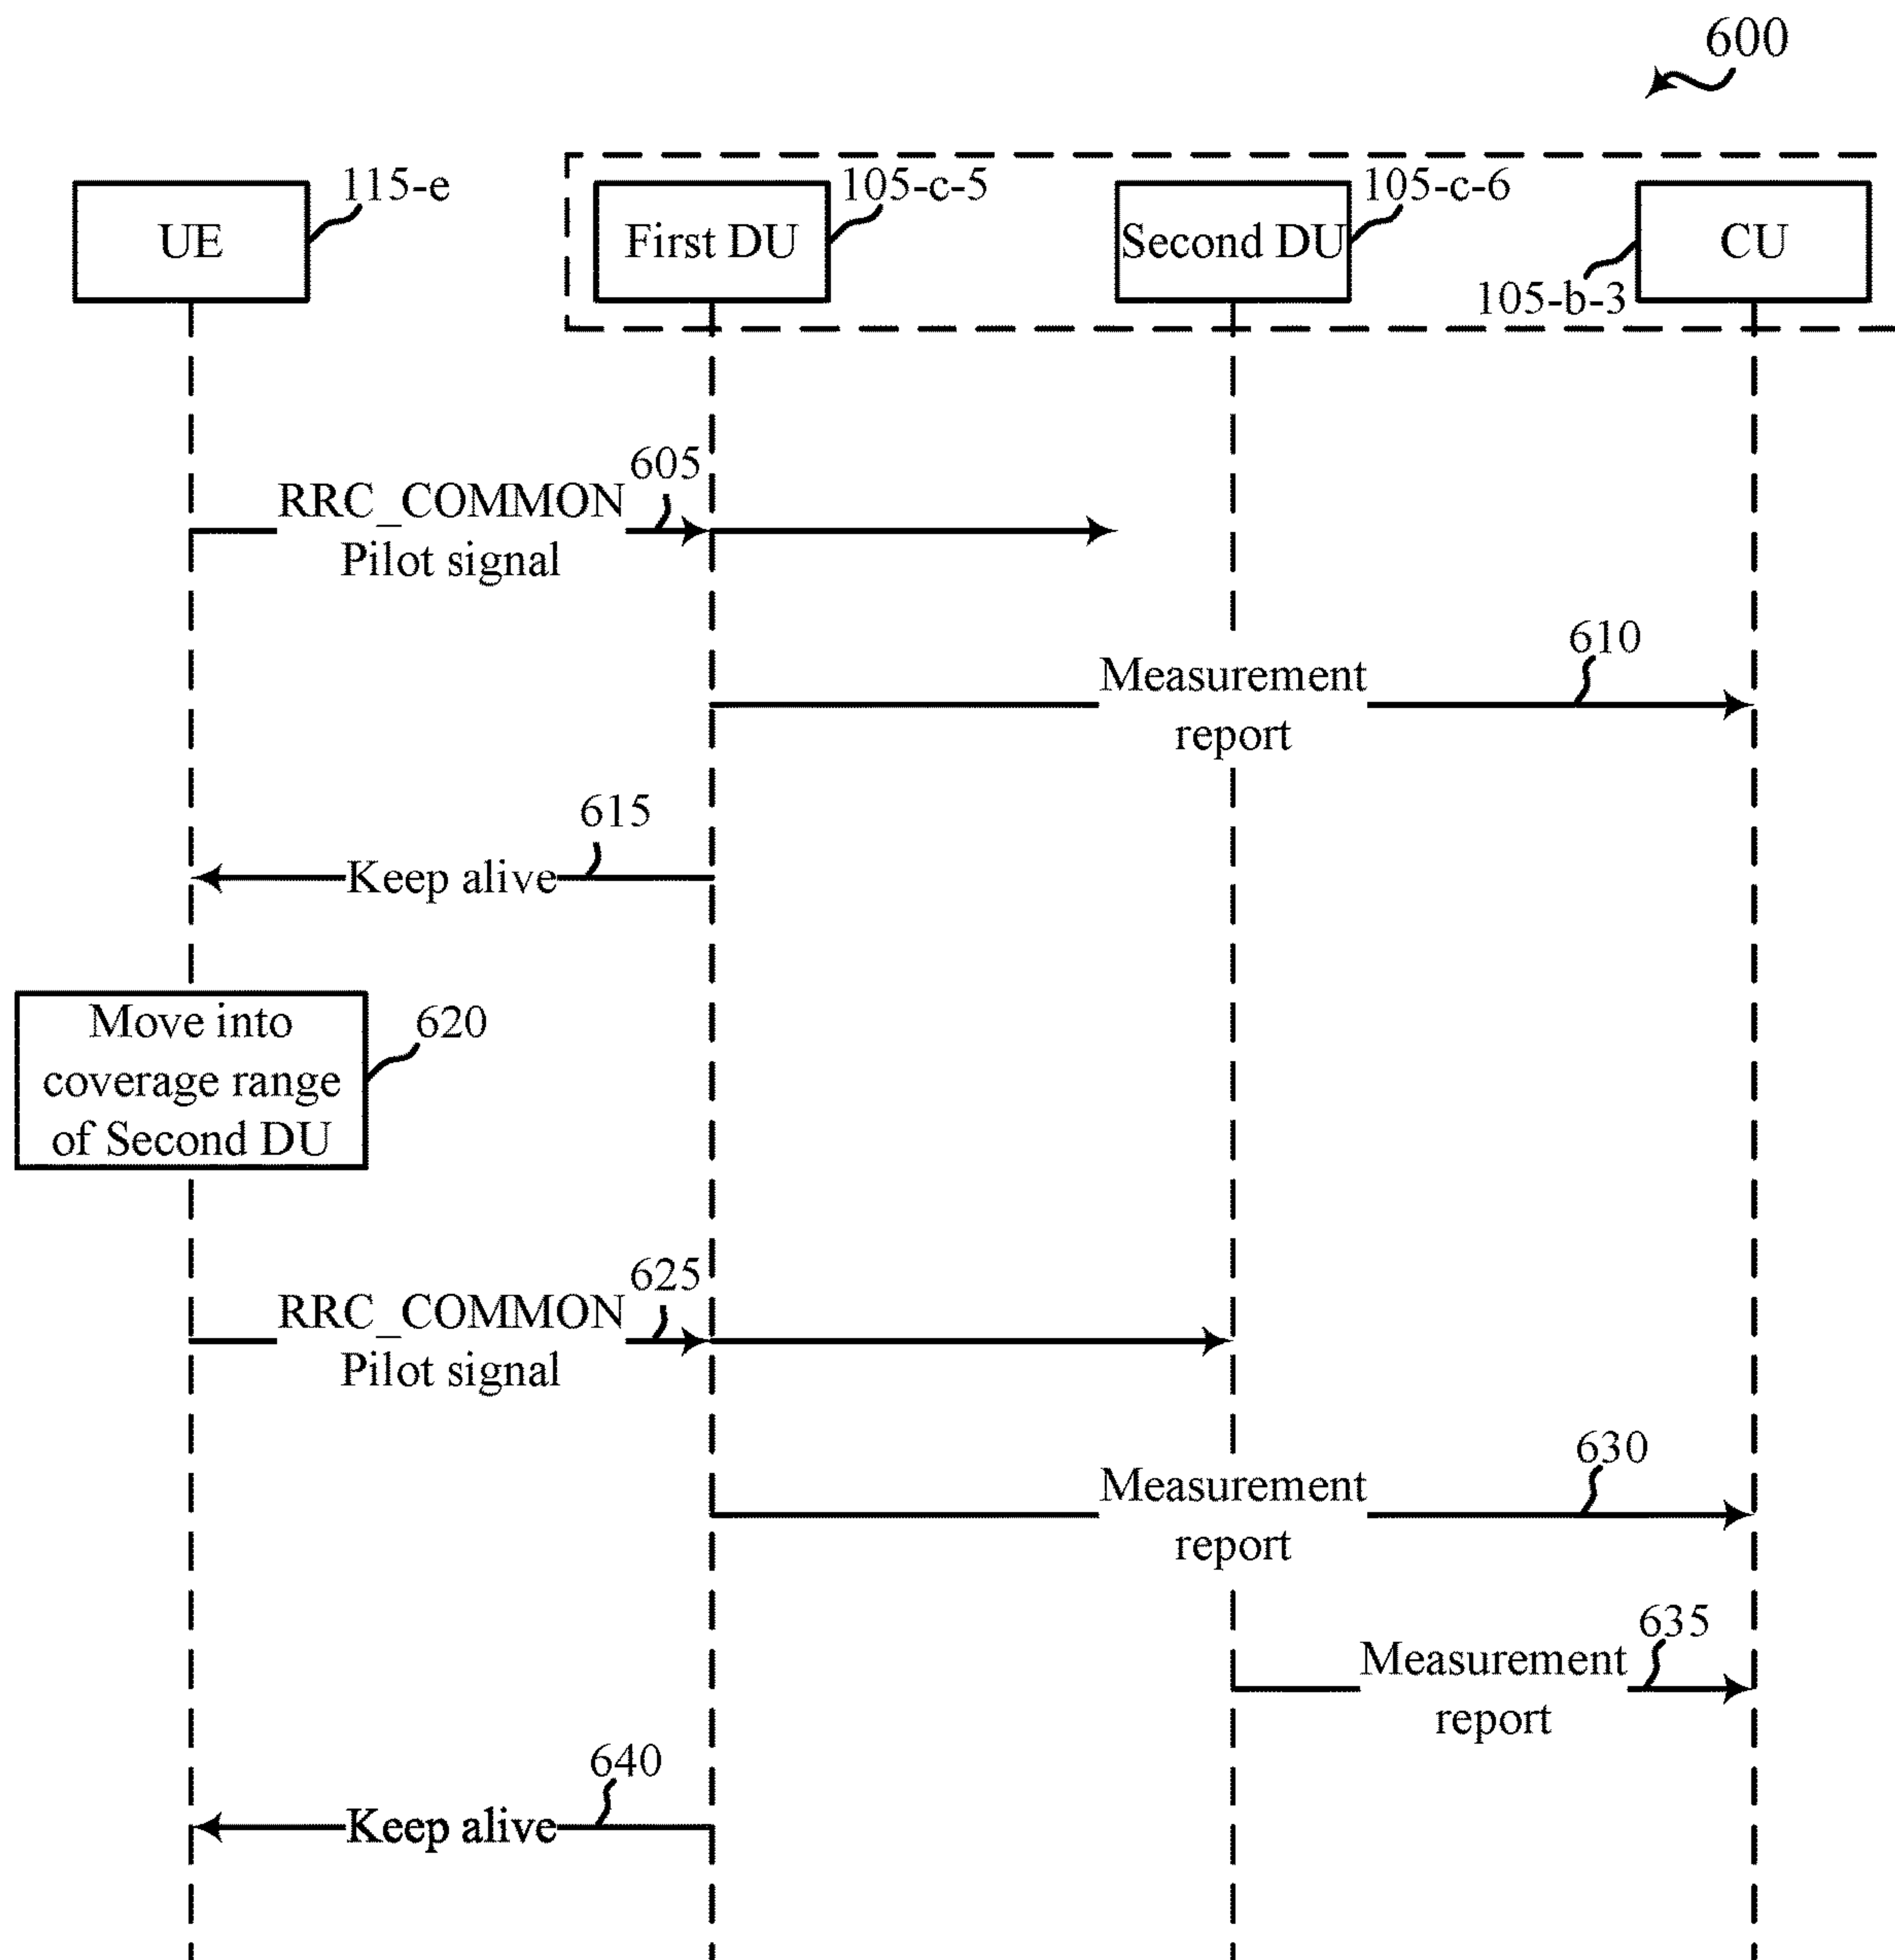 600
115-e
105-c-5
105-c-6
UE
First DU
Second DU
CU
105-b-3
605
RRC_COMMON
Pilot signal
610
Measurement
report
615
Keep alive
Move into
coverage range
of Second DU
620
625
RRC_COMMON
Pilot signal
630
Measurement
report
635
Measurement
report
640
Keep alive